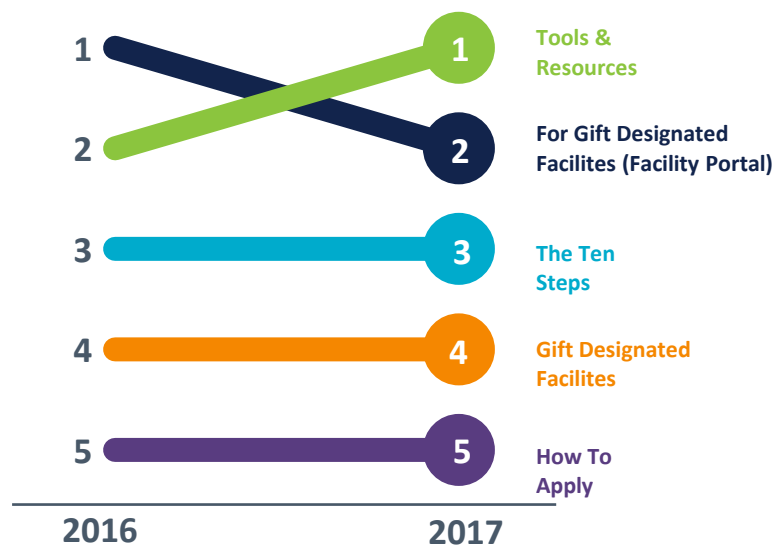 1
1
Tools &
Resources
2
2
For Gift Designated
Facilites (Facility Portal)
3
3
The Ten
Steps
4
4
Gift Designated
Facilites
5
5
How To
Apply
2016
2017